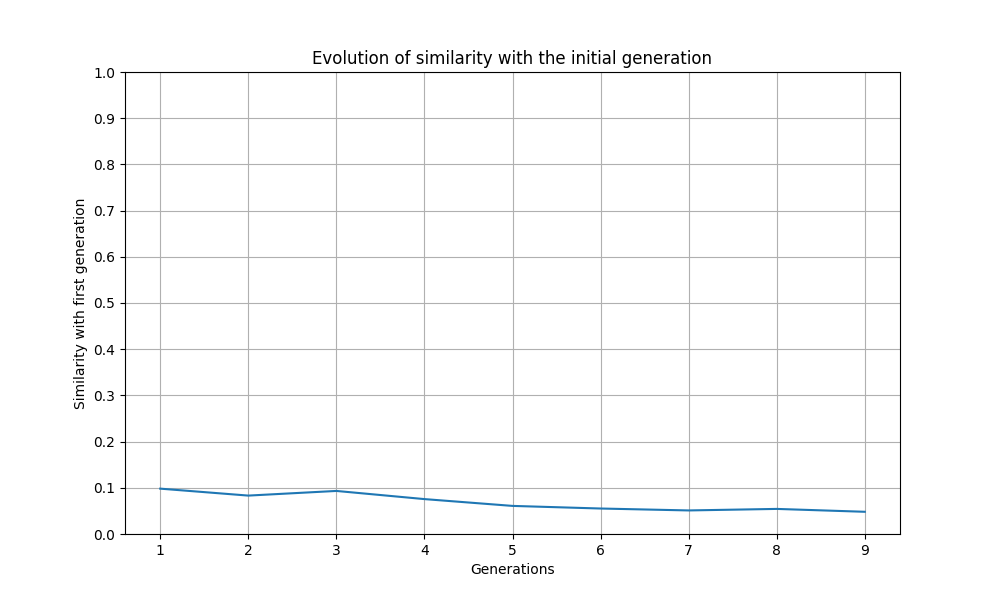 Evolution of similarity with the initial generation
1.0
0.9
0.8
0.7
0.6
0.5
0.4
0.3
0.2
0.1
0.0
Similarity with first generation
1 2 3 4 5 6 7 8 9
Generations